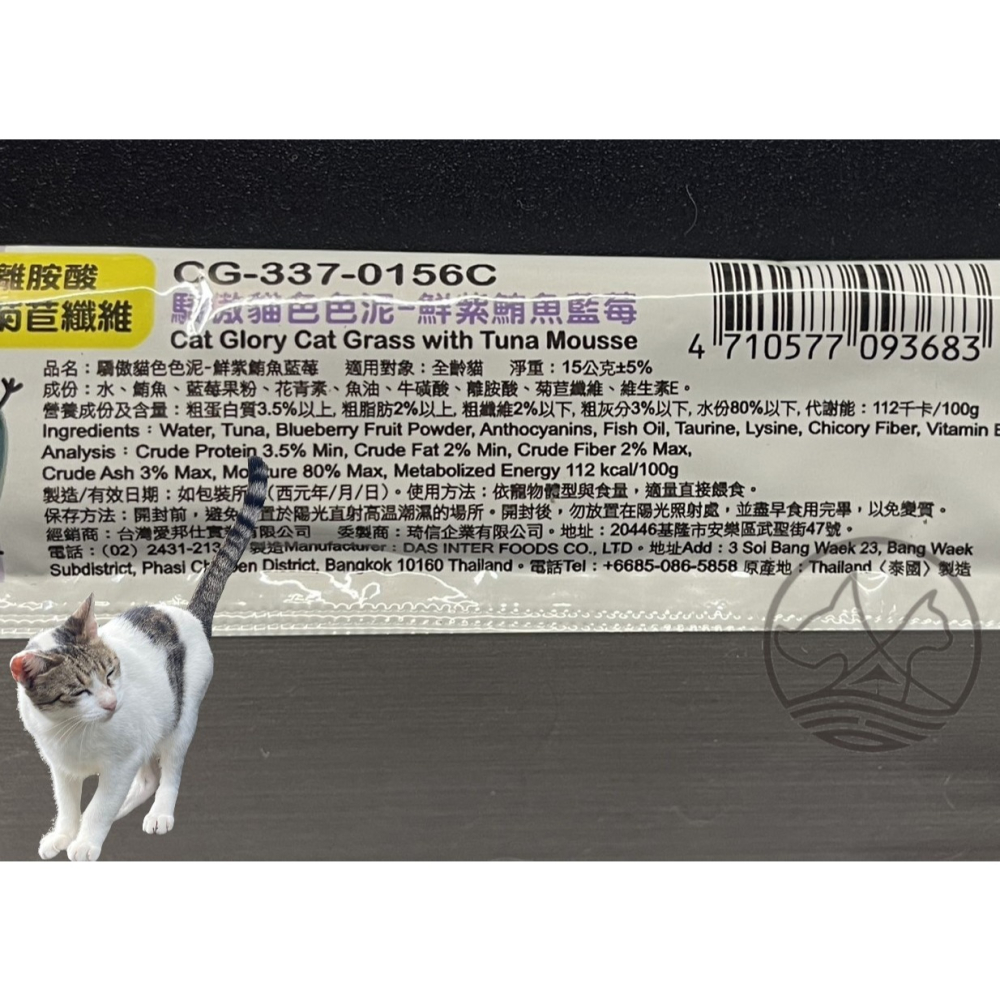 離胺酸
菊苣纖維
CG-337-0156C
驕傲貓色色泥-鮮紫鮪魚藍莓
Cat Glory Cat Grass with Tuna Mousse
4 710577 093683
品名：驕傲貓色色泥-鮮紫鮪魚藍莓 適用對象：全齡貓 淨重：15公克±5%
成份：水、鮪魚、藍莓果粉、花青素、魚油、牛磺酸、離胺酸、菊苣纖維、維生素E。
營養成份及含量：粗蛋白質3.5%以上, 粗脂肪2%以上, 粗纖維2%以下, 粗灰分3%以下, 水份80%以下, 代謝能：112千卡/100g
Ingredients：Water, Tuna, Blueberry Fruit Powder, Anthocyanins, Fish Oil, Taurine, Lysine, Chicory Fiber, Vitamin E
Analysis：Crude Protein 3.5% Min, Crude Fat 2% Min, Crude Fiber 2% Max,
Crude Ash 3% Max, Moisture 80% Max, Metabolized Energy 112 kcal/100g
製造/有效日期：如包裝所（西元年/月/日）。使用方法：依寵物體型與食量，適量直接餵食。
保存方法：開封前，避免置於陽光直射高溫潮濕的場所。開封後，勿放置在陽光照射處，並盡早食用完畢，以免變質。
經銷商：台灣愛邦仕實有限公司 委製商：琦信企業有限公司。地址：20446基隆市安樂區武聖街47號。
電話：（02）2431-213 製造Manufacturer：DAS INTER FOODS CO., LTD。地址Add：3 Soi Bang Waek 23, Bang Waek
Subdistrict, Phasi District, Bangkok 10160 Thailand。電話Tel：+6685-086-5858 原產地：Thailand（泰國）製造